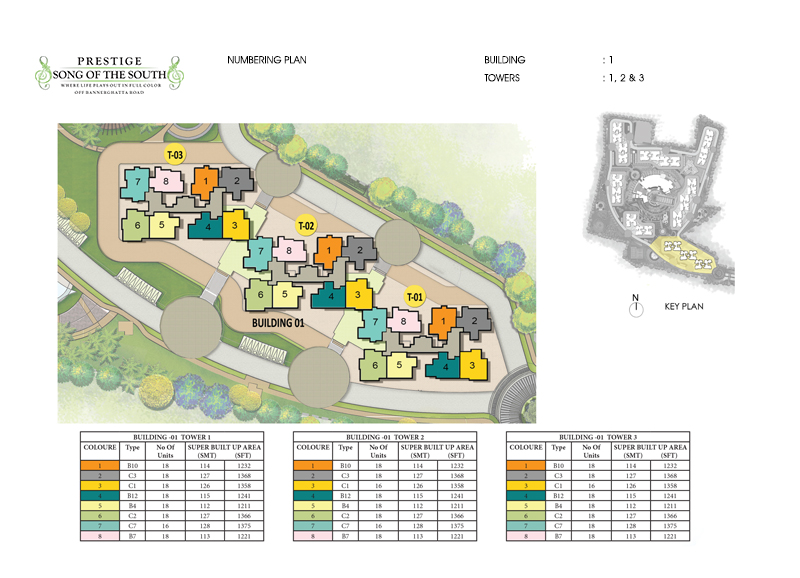 PRESTIGE
SONG OF THE SOUTH
WHERE LIFE PLAYS OUT IN FULL COLOR
OFF BANNERGHATTA ROAD
NUMBERING PLAN
BUILDING : 1
TOWERS : 1, 2 & 3
T-03
7 8 1 2
6 5 4 3
T-02
7 8 1 2
6 5 4 3
BUILDING 01
T-01
7 8 1 2
6 5 4 3
N
KEY PLAN
BUILDING -01 TOWER 1
COLOURE Type No Of Units SUPER BUILT UP AREA (SMT) (SFT)
1 B10 18 114 1232
2 C3 18 127 1368
3 C1 16 126 1358
4 B12 18 115 1241
5 B4 18 112 1211
6 C2 18 127 1366
7 C7 16 128 1375
8 B7 18 113 1221
BUILDING -01 TOWER 2
COLOURE Type No Of Units SUPER BUILT UP AREA (SMT) (SFT)
1 B10 18 114 1232
2 C3 18 127 1368
3 C1 18 126 1358
4 B12 18 115 1241
5 B4 18 112 1211
6 C2 18 127 1366
7 C7 16 128 1375
8 B7 18 113 1221
BUILDING -01 TOWER 3
COLOURE Type No Of Units SUPER BUILT UP AREA (SMT) (SFT)
1 B10 18 114 1232
2 C3 18 127 1368
3 C1 18 126 1358
4 B12 18 115 1241
5 B4 18 112 1211
6 C2 18 127 1366
7 C7 16 128 1375
8 B7 18 113 1221